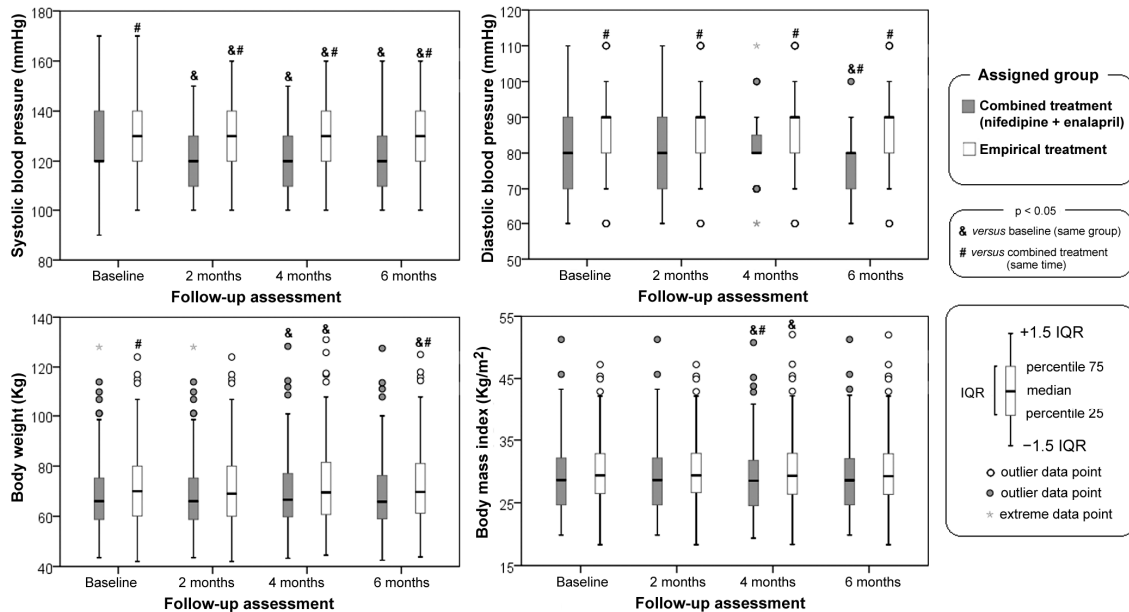 Systolic blood pressure (mmHg)
180
160
140
120
100
80
#
&
&#
&
&#
&
&#
Baseline
2 months
4 months
6 months
Follow-up assessment
Diastolic blood pressure (mmHg)
120
110
100
90
80
70
60
50
#
#
#
&#
#
Baseline
2 months
4 months
6 months
Follow-up assessment
Assigned group
Combined treatment
(nifedipine + enalapril)
Empirical treatment
p < 0.05
& versus baseline (same group)
# versus combined treatment
(same time)
Body weight (Kg)
140
120
100
80
60
40
#
&
&
&#
Baseline
2 months
4 months
6 months
Follow-up assessment
Body mass index (Kg/m²)
55
45
35
25
15
&#
&
Baseline
2 months
4 months
6 months
Follow-up assessment
+1.5 IQR
percentile 75
IQR
median
percentile 25
−1.5 IQR
outlier data point
outlier data point
extreme data point